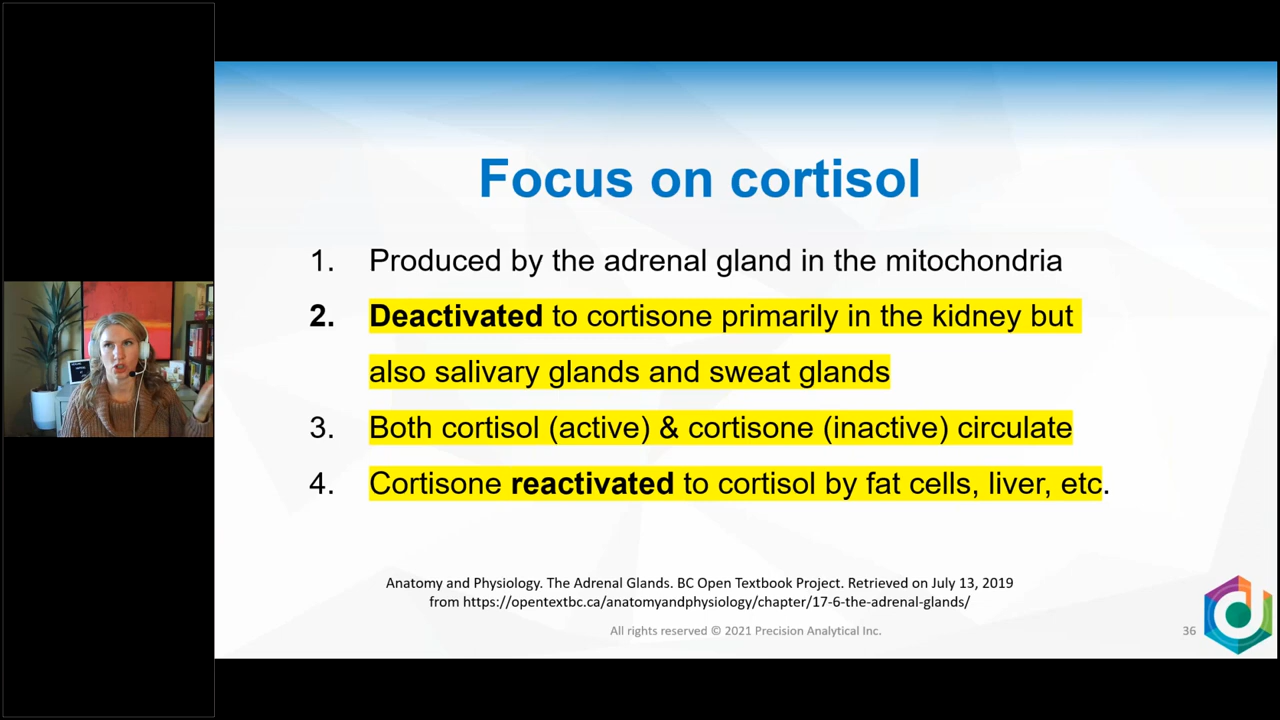 Focus on cortisol
1. Produced by the adrenal gland in the mitochondria
2. Deactivated to cortisone primarily in the kidney but
also salivary glands and sweat glands
3. Both cortisol (active) & cortisone (inactive) circulate
4. Cortisone reactivated to cortisol by fat cells, liver, etc.
Anatomy and Physiology. The Adrenal Glands. BC Open Textbook Project. Retrieved on July 13, 2019
from https://opentextbc.ca/anatomyandphysiology/chapter/17-6-the-adrenal-glands/
All rights reserved © 2021 Precision Analytical Inc.
36